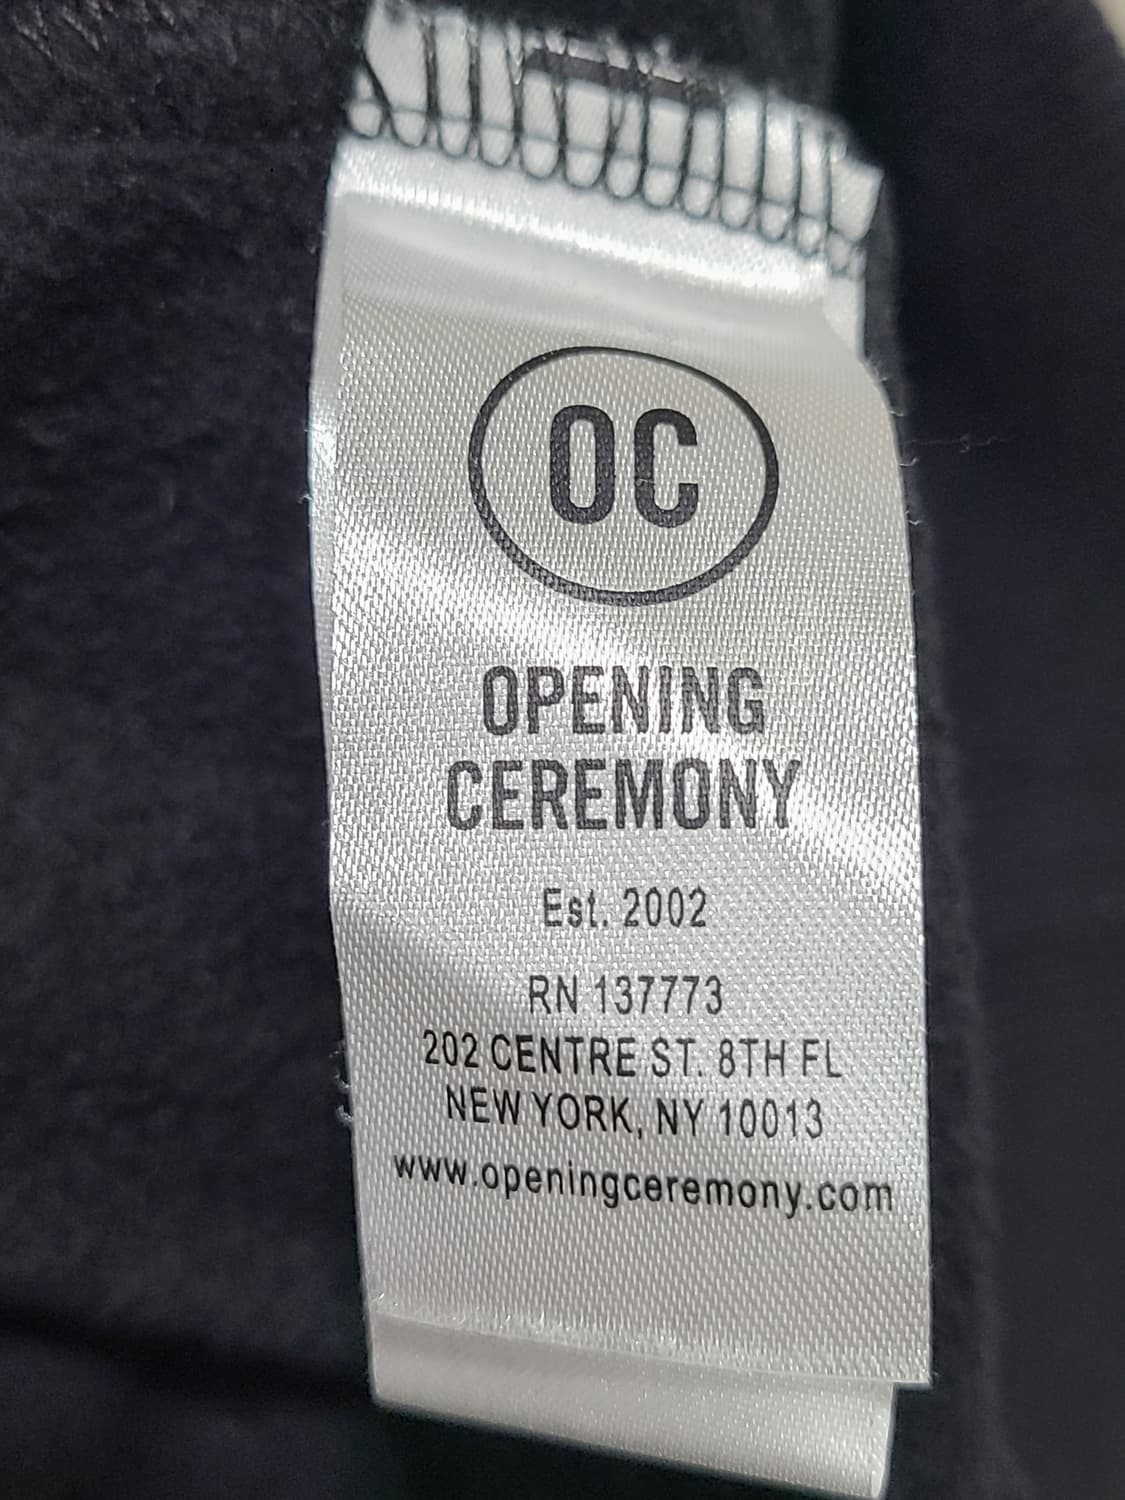 OC
OPENING
CEREMONY
Est. 2002
RN 137773
202 CENTRE ST. 8TH FL
NEW YORK, NY 10013
www.openingceremony.com